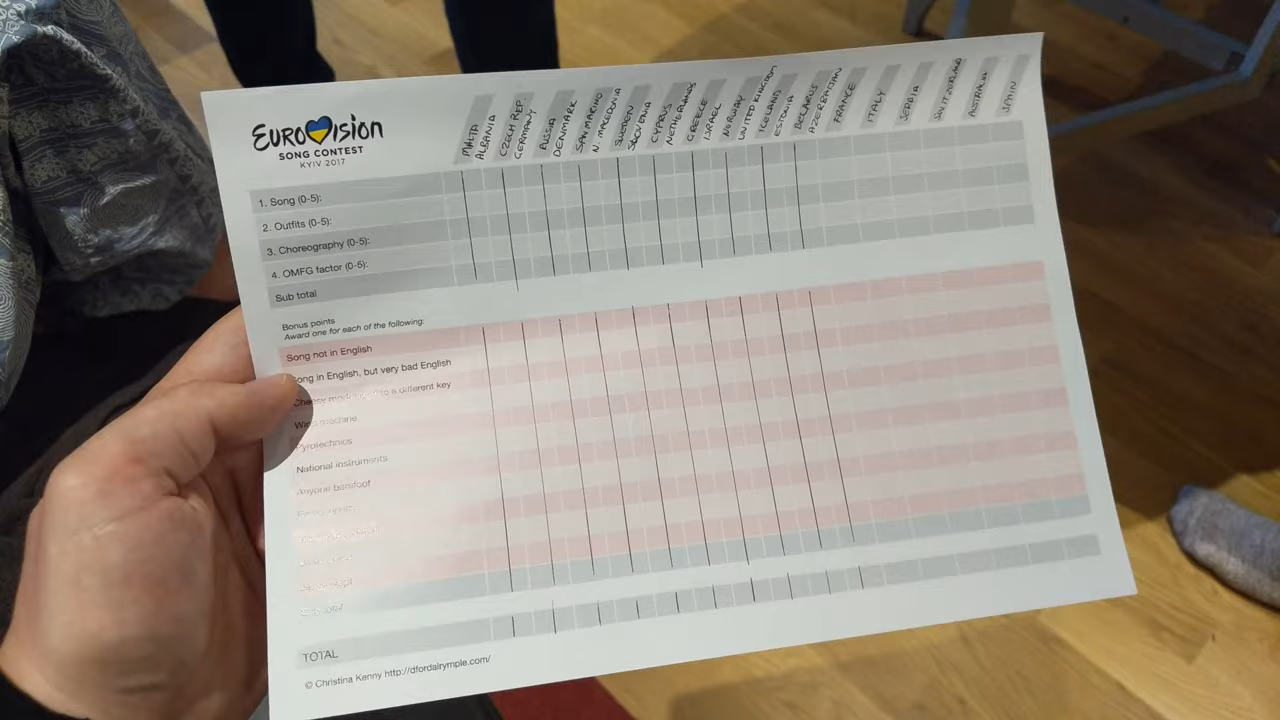 EUROVISION
SONG CONTEST
KYIV 2017
MALTA
ALBANIA
CZECH REP
GERMANY
RUSSIA
DENMARK
SAN MARINO
N. MACEDONIA
SWEDEN
SLOVENIA
CYPRUS
NETHERLANDS
GREECE
ISRAEL
NORWAY
UNITED KINGDOM
ICELAND
ESTONIA
BELARUS
AZERBAIJAN
FRANCE
ITALY
SERBIA
SWITZERLAND
AUSTRALIA
SPAIN
1. Song (0-5):
2. Outfits (0-5):
3. Choreography (0-5):
4. OMFG factor (0-5):
Sub total
Bonus points
Award one for each of the following:
Song not in English
Song in English, but very bad English
Cheesy to a different key
Wind machine
Pyrotechnics
National instruments
Anyone barefoot
Sub total
TOTAL
© Christina Kenny http://dfordalrymple.com/